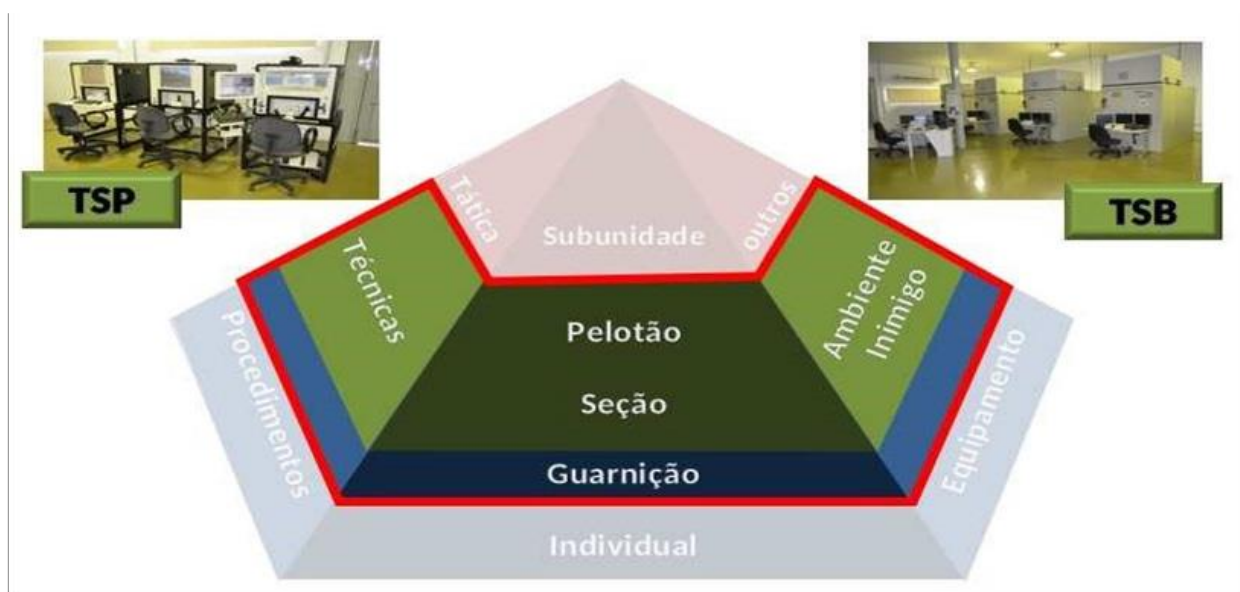 TSP
TSB
Tática
Subunidade
outros
Técnicas
Ambiente
Inimigo
Procedimentos
Pelotão
Equipamento
Seção
Guarnição
Individual